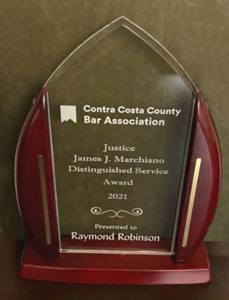 Contra Costa County
Bar Association
Justice
James J. Marchiano
Distinguished Service
Award
2021
Presented to
Raymond Robinson